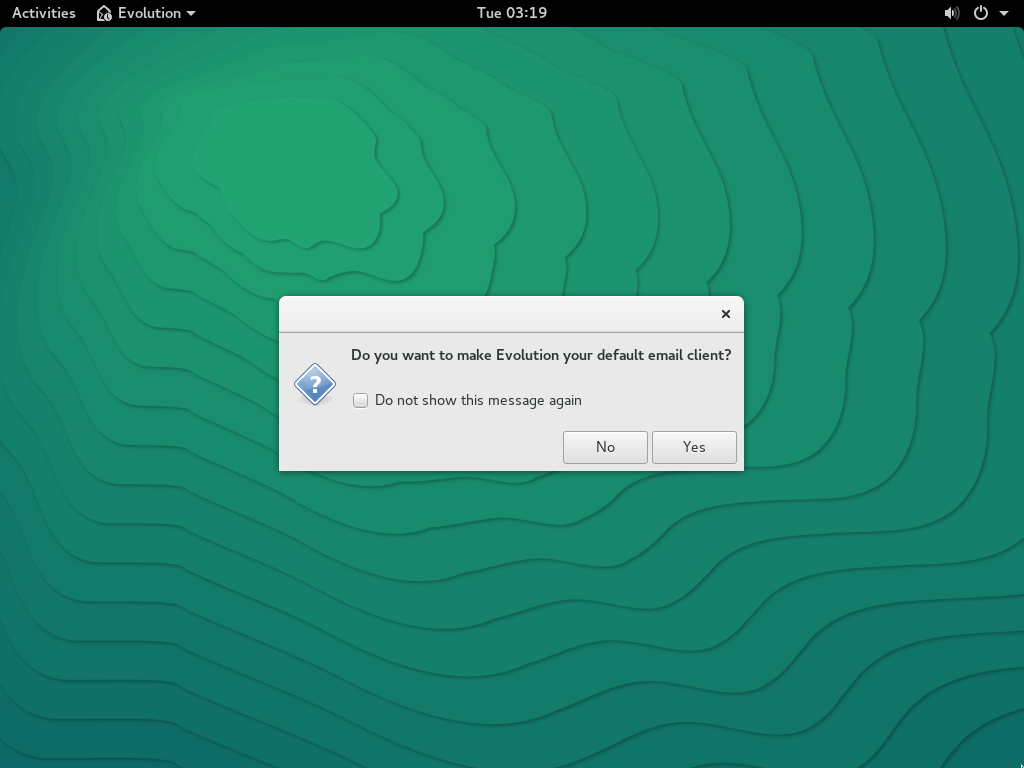 Activities Evolution Tue 03:19
Do you want to make Evolution your default email client?
?
Do not show this message again
No Yes